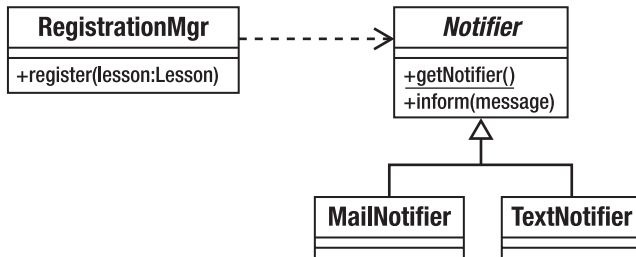 RegistrationMgr
+register(lesson:Lesson)
Notifier
+getNotifier()
+inform(message)
MailNotifier
TextNotifier